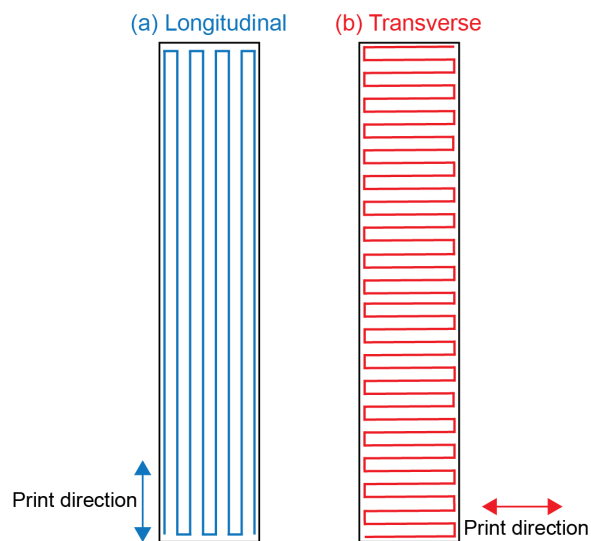 (a) Longitudinal
(b) Transverse
Print direction
Print direction